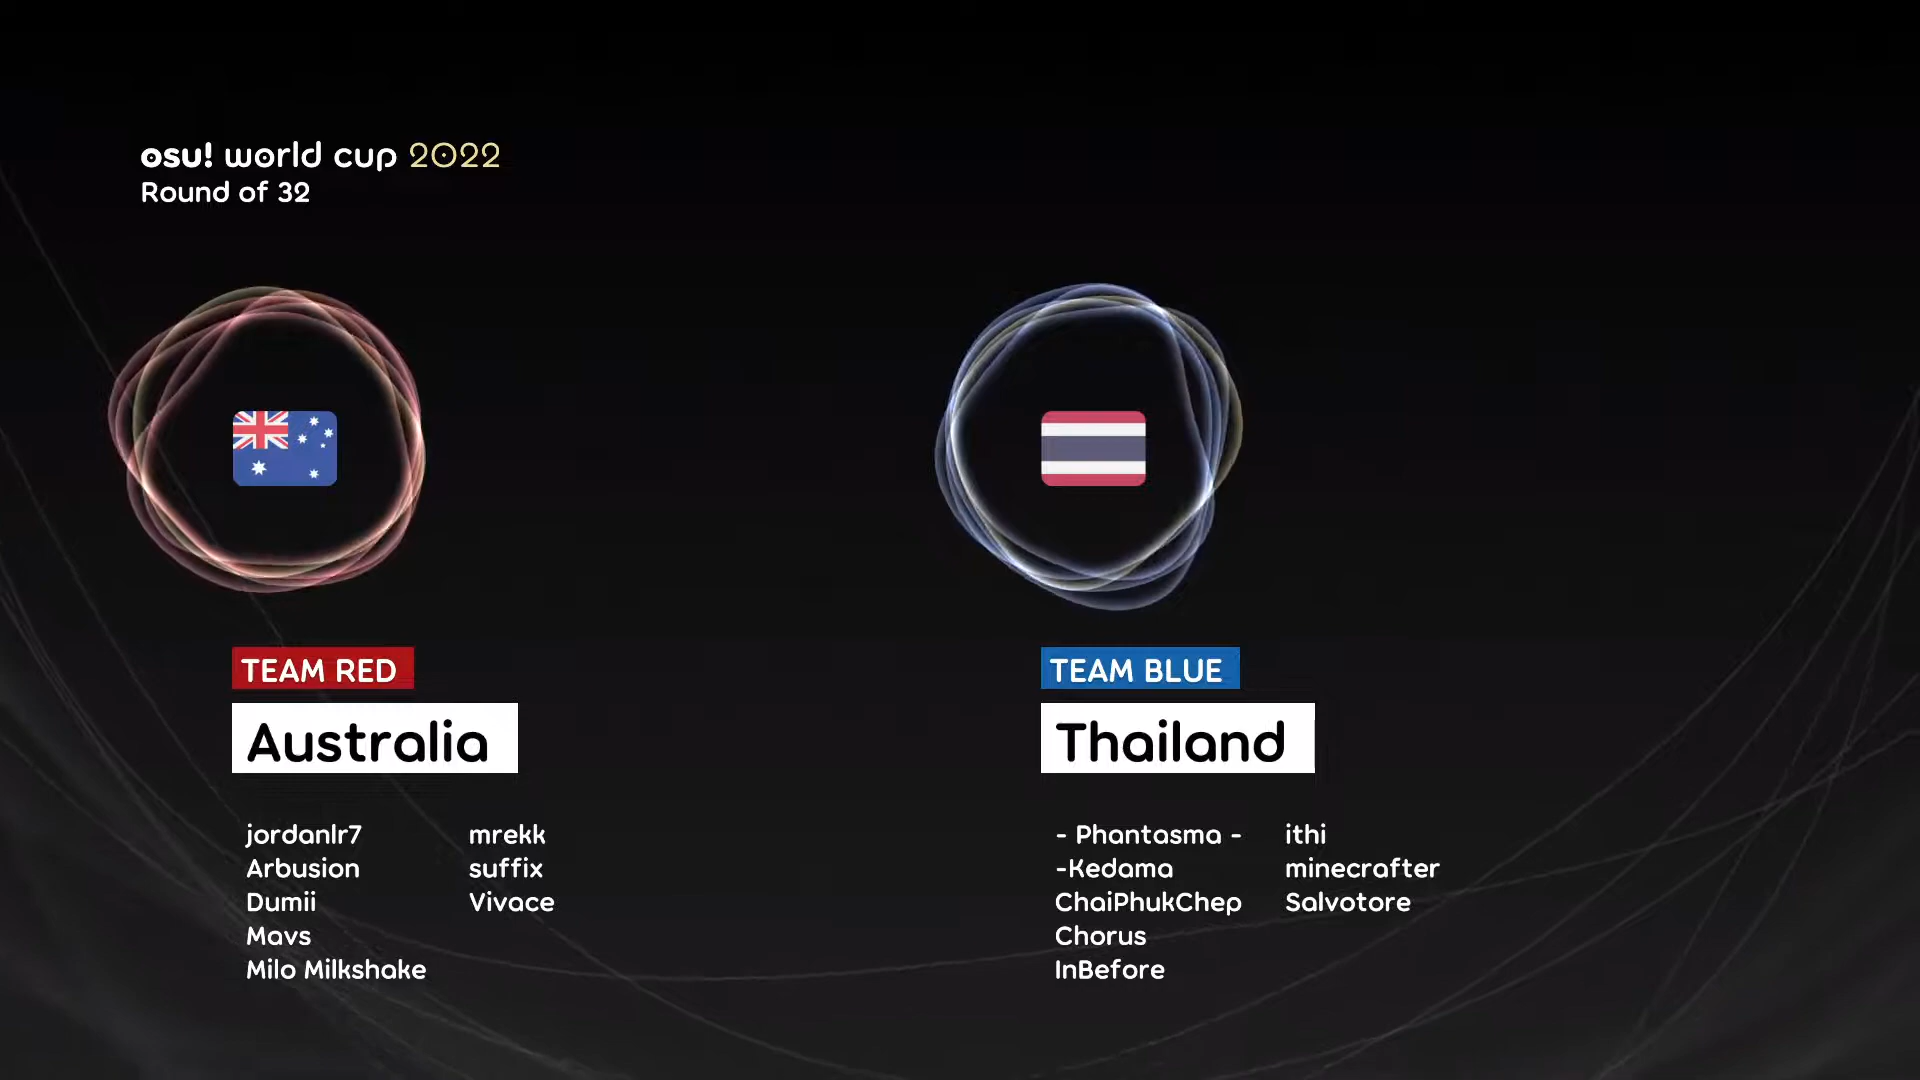 osu! world cup 2022
Round of 32
TEAM RED
Australia
jordanlr7
Arbusion
Dumii
Mavs
Milo Milkshake
mrekk
suffix
Vivace
TEAM BLUE
Thailand
- Phantasma -
-Kedama
ChaiPhukChep
Chorus
InBefore
ithi
minecrafter
Salvotore